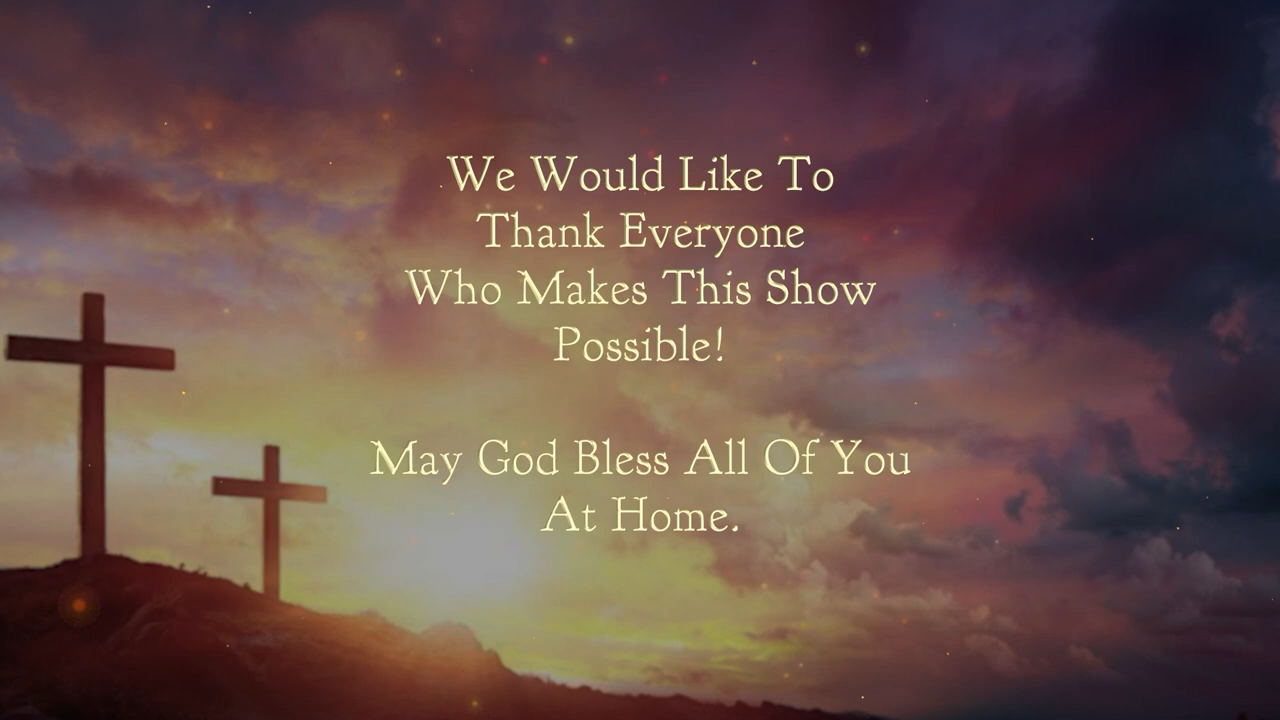 We Would Like To
Thank Everyone
Who Makes This Show
Possible!
May God Bless All Of You
At Home.